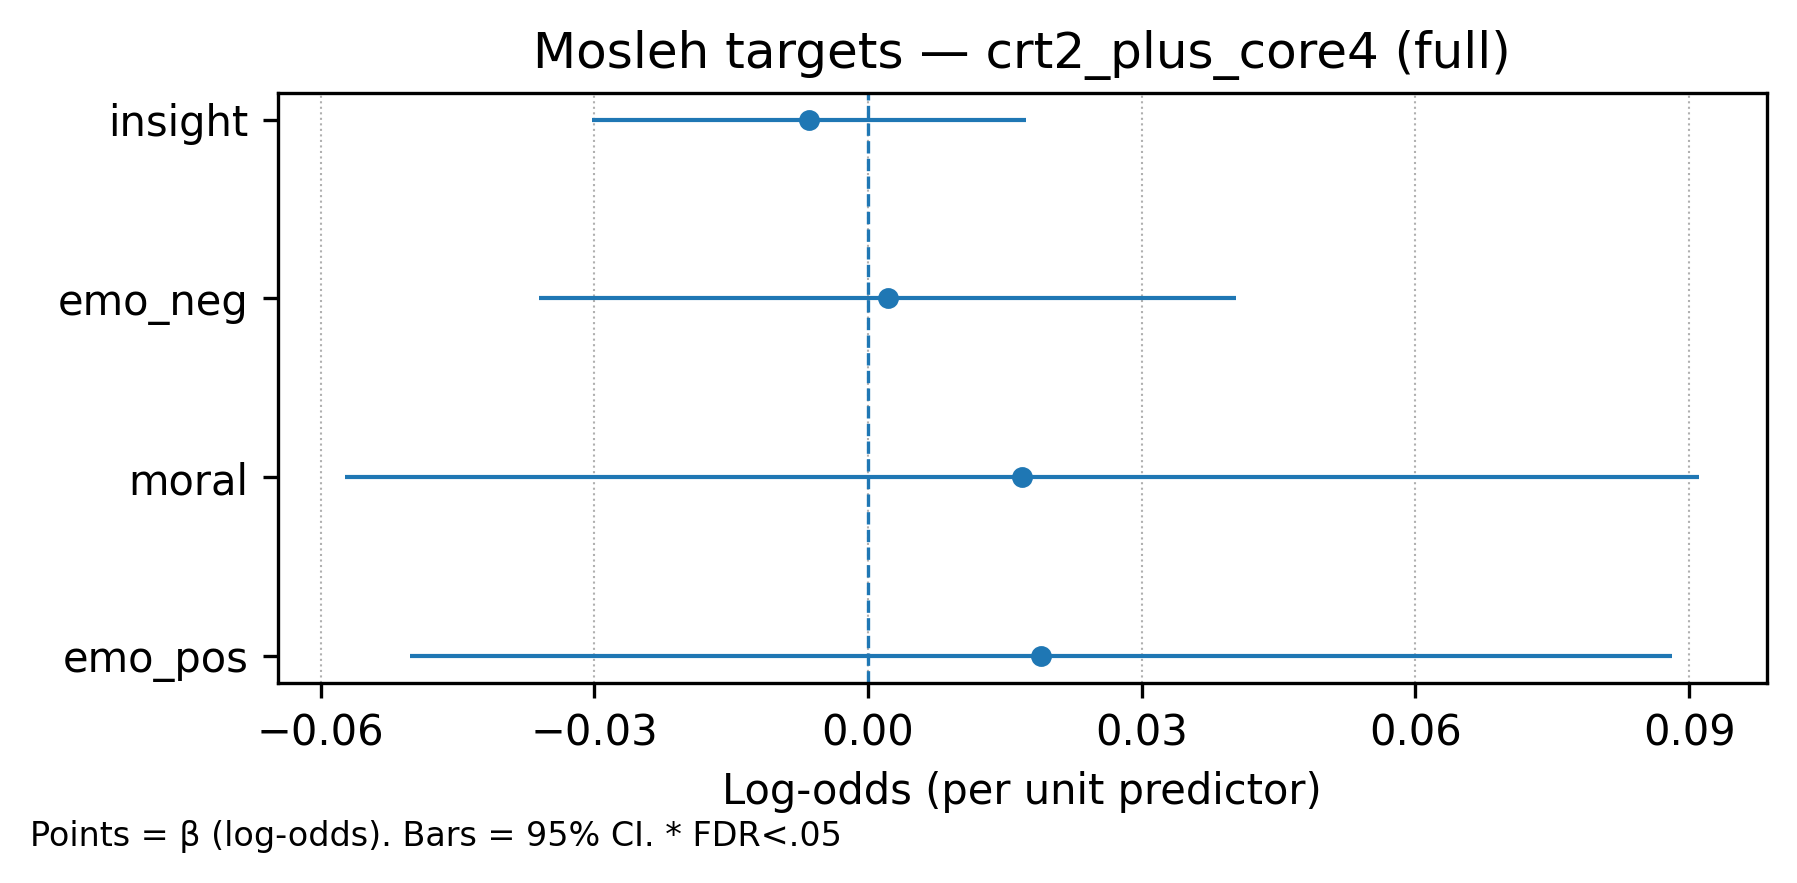 Mosleh targets — crt2_plus_core4 (full)
insight
emo_neg
moral
emo_pos
−0.06 −0.03 0.00 0.03 0.06 0.09
Log-odds (per unit predictor)
Points = β (log-odds). Bars = 95% CI. * FDR<.05